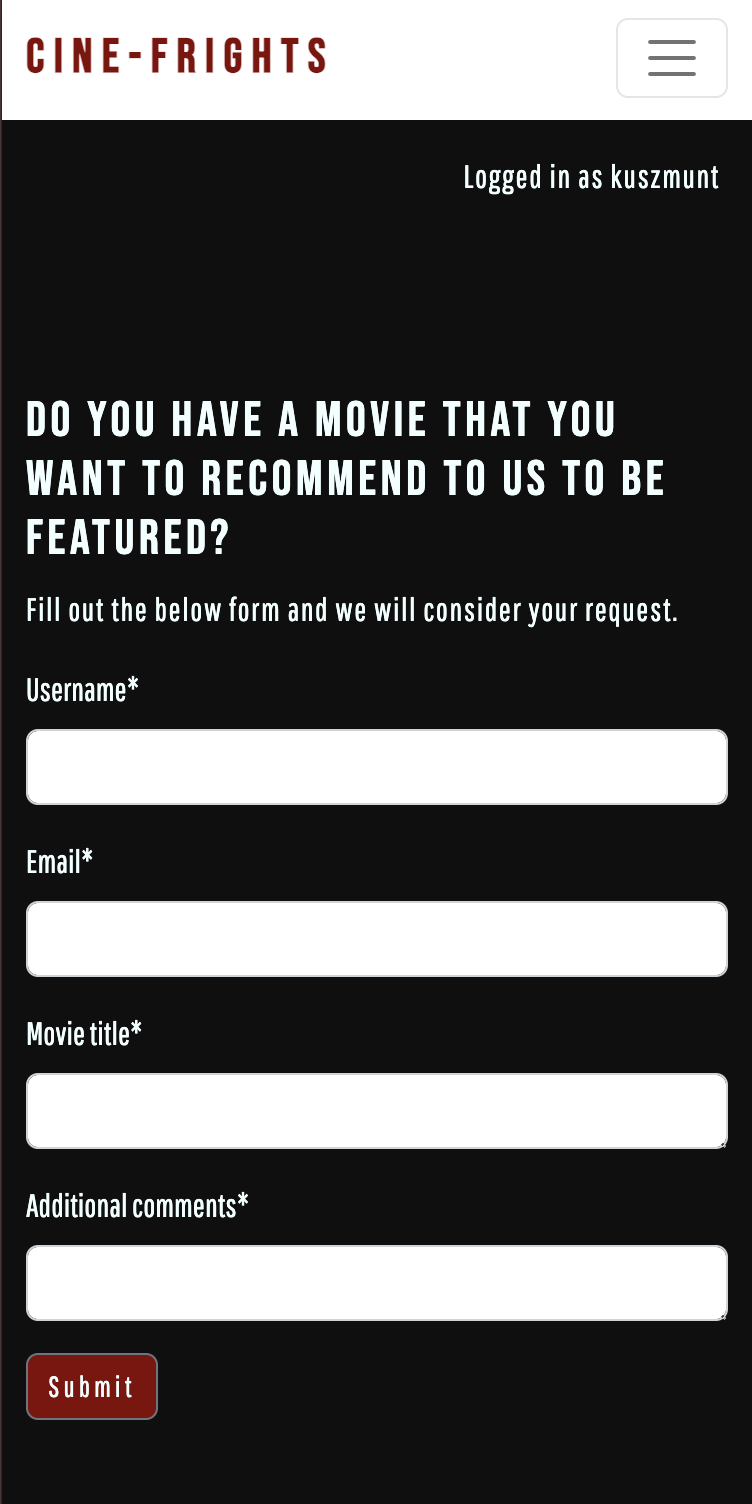 CINE-FRIGHTS
Logged in as kuszmunt
DO YOU HAVE A MOVIE THAT YOU
WANT TO RECOMMEND TO US TO BE
FEATURED?
Fill out the below form and we will consider your request.
Username*
Email*
Movie title*
Additional comments*
Submit